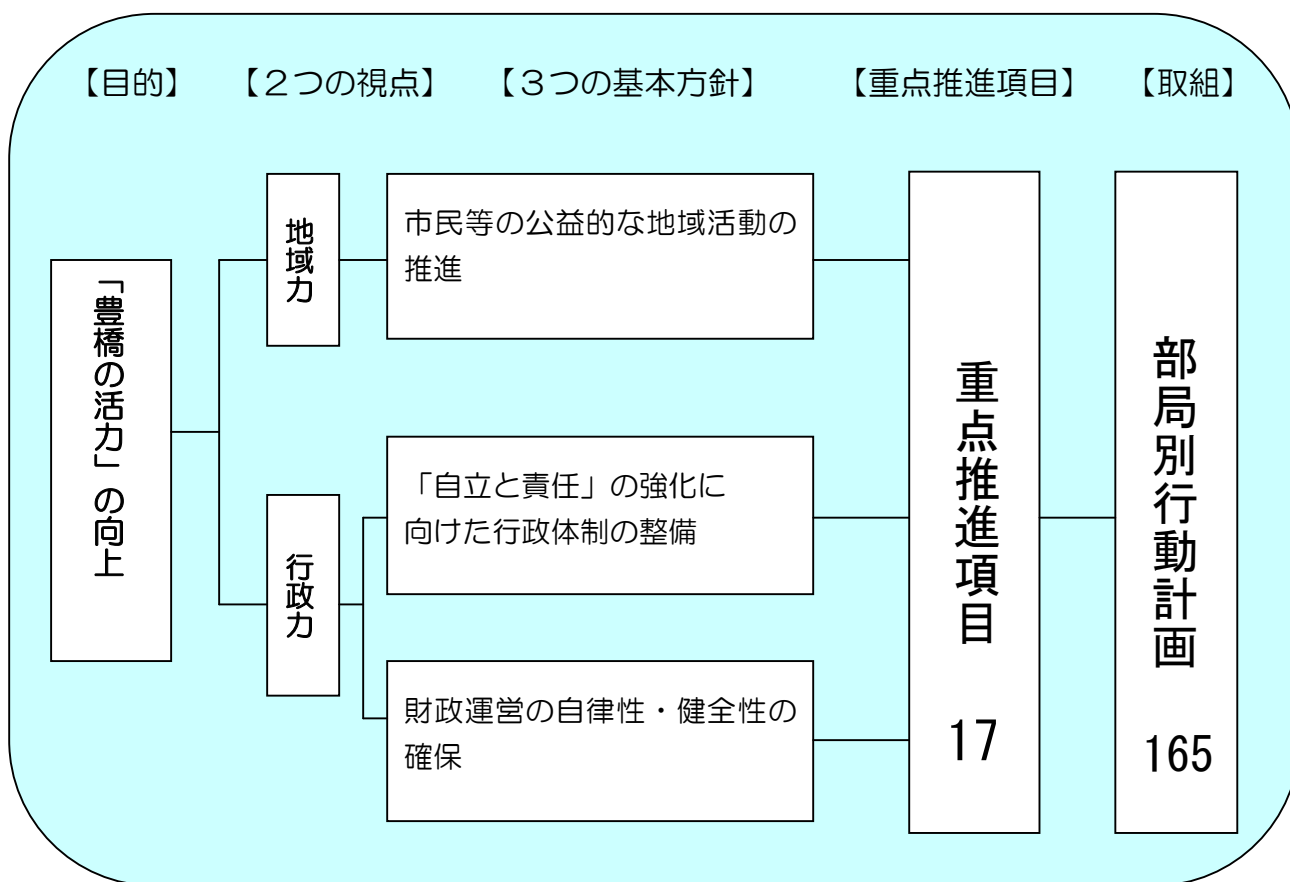 【目的】 【２つの視点】 【３つの基本方針】 【重点推進項目】 【取組】
「豊橋の活力」の向上
地域力
市民等の公益的な地域活動の
推進
行政力
「自立と責任」の強化に
向けた行政体制の整備
財政運営の自律性・健全性の
確保
重点推進項目 17
部局別行動計画 165